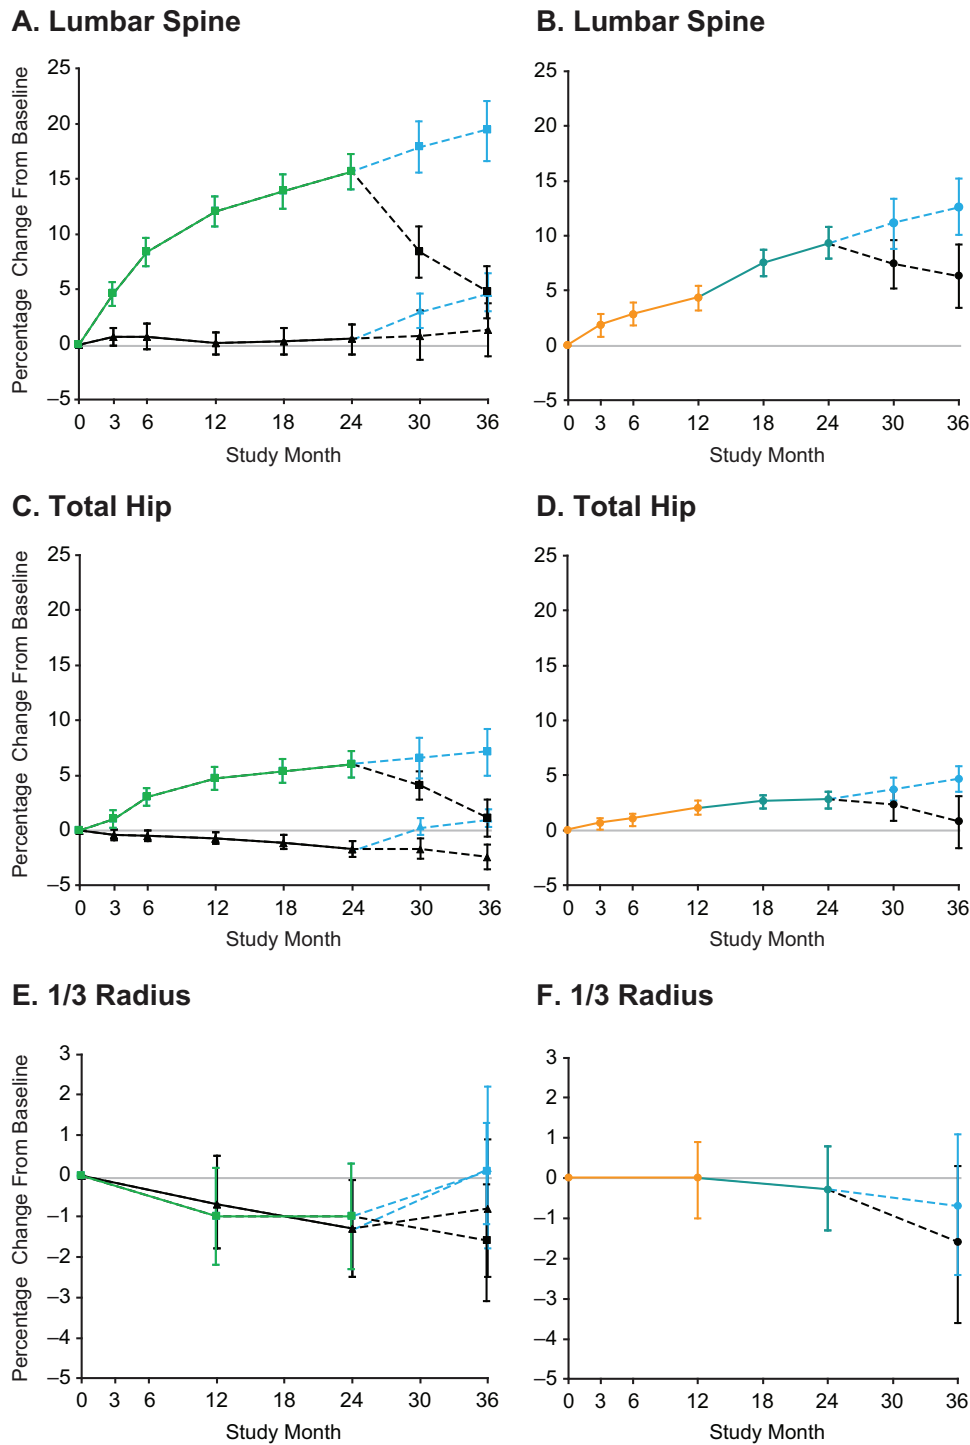 A. Lumbar Spine
Percentage Change From Baseline
25
20
15
10
5
0
–5
0 3 6 12 18 24 30 36
Study Month
B. Lumbar Spine
25
20
15
10
5
0
–5
0 3 6 12 18 24 30 36
Study Month
C. Total Hip
Percentage Change From Baseline
25
20
15
10
5
0
–5
0 3 6 12 18 24 30 36
Study Month
D. Total Hip
25
20
15
10
5
0
–5
0 3 6 12 18 24 30 36
Study Month
E. 1/3 Radius
Percentage Change From Baseline
3
2
1
0
–1
–2
–3
–4
–5
0 3 6 12 18 24 30 36
Study Month
F. 1/3 Radius
3
2
1
0
–1
–2
–3
–4
–5
0 3 6 12 18 24 30 36
Study Month